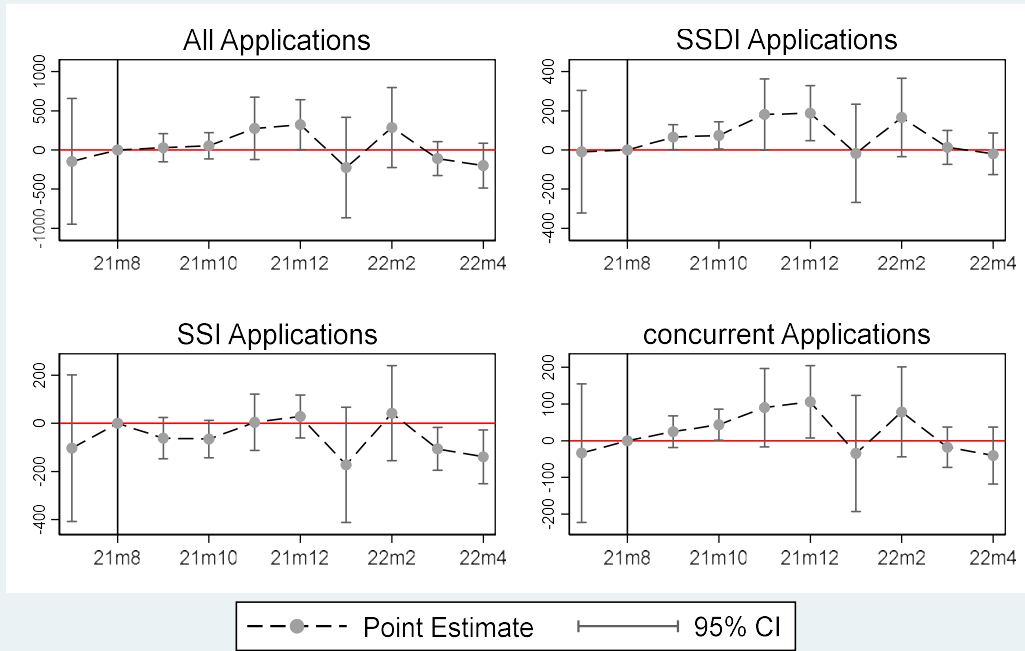 All Applications
1000
500
0
-500
-1000
21m8 21m10 21m12 22m2 22m4
SSDI Applications
400
200
0
-200
-400
21m8 21m10 21m12 22m2 22m4
SSI Applications
200
0
-200
-400
21m8 21m10 21m12 22m2 22m4
concurrent Applications
200
100
0
-100
-200
21m8 21m10 21m12 22m2 22m4
Point Estimate 95% CI